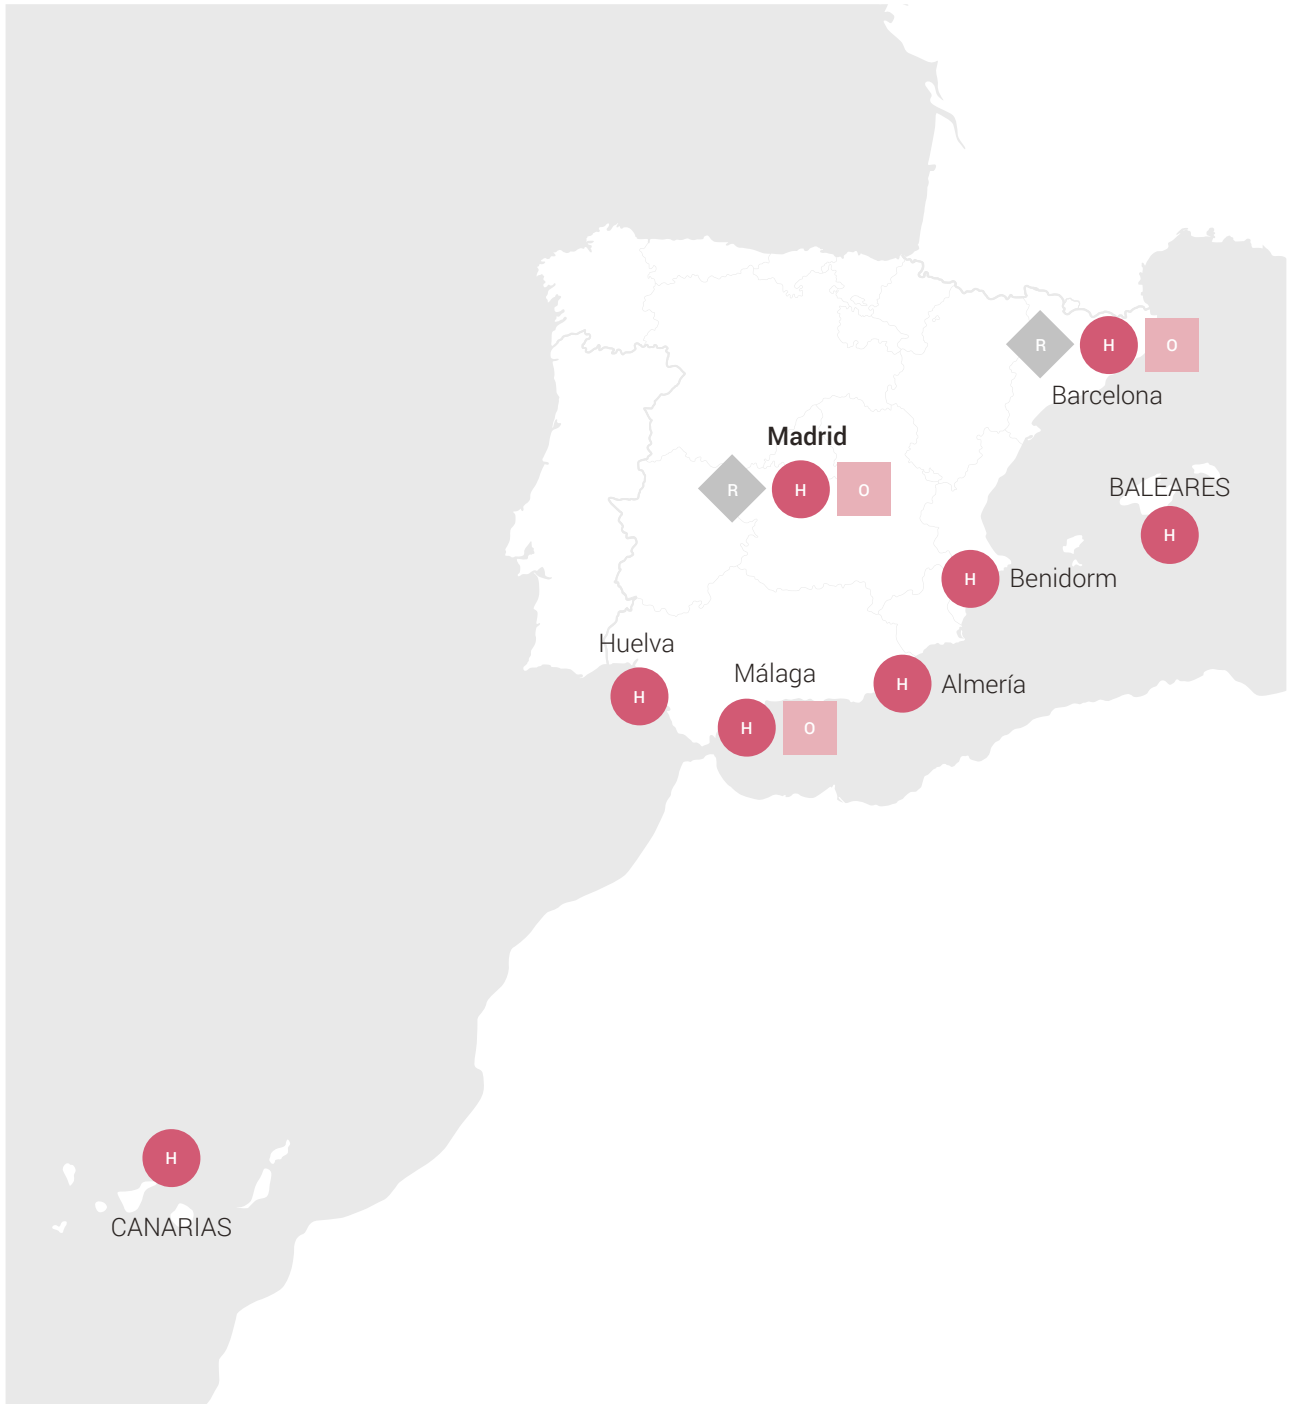 R H O
Barcelona
Madrid
R H O
BALEARES
H
H Benidorm
Huelva
H
Málaga
H O
H Almería
H
CANARIAS